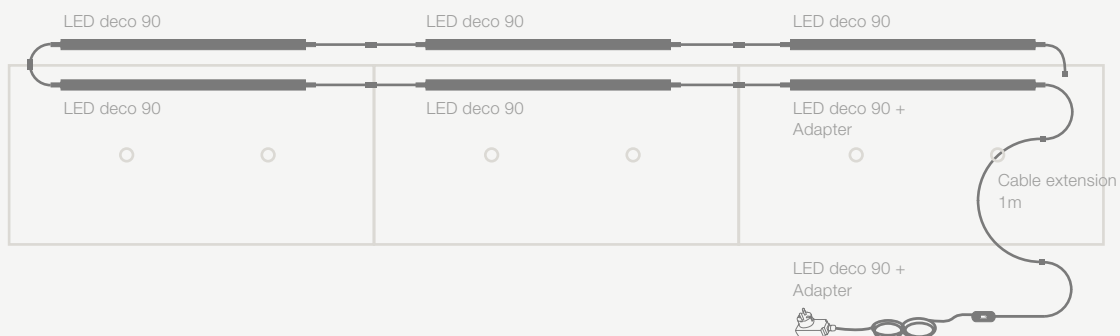 LED deco 90
LED deco 90
LED deco 90
LED deco 90
LED deco 90
LED deco 90 +
Adapter
Cable extension
1m
LED deco 90 +
Adapter